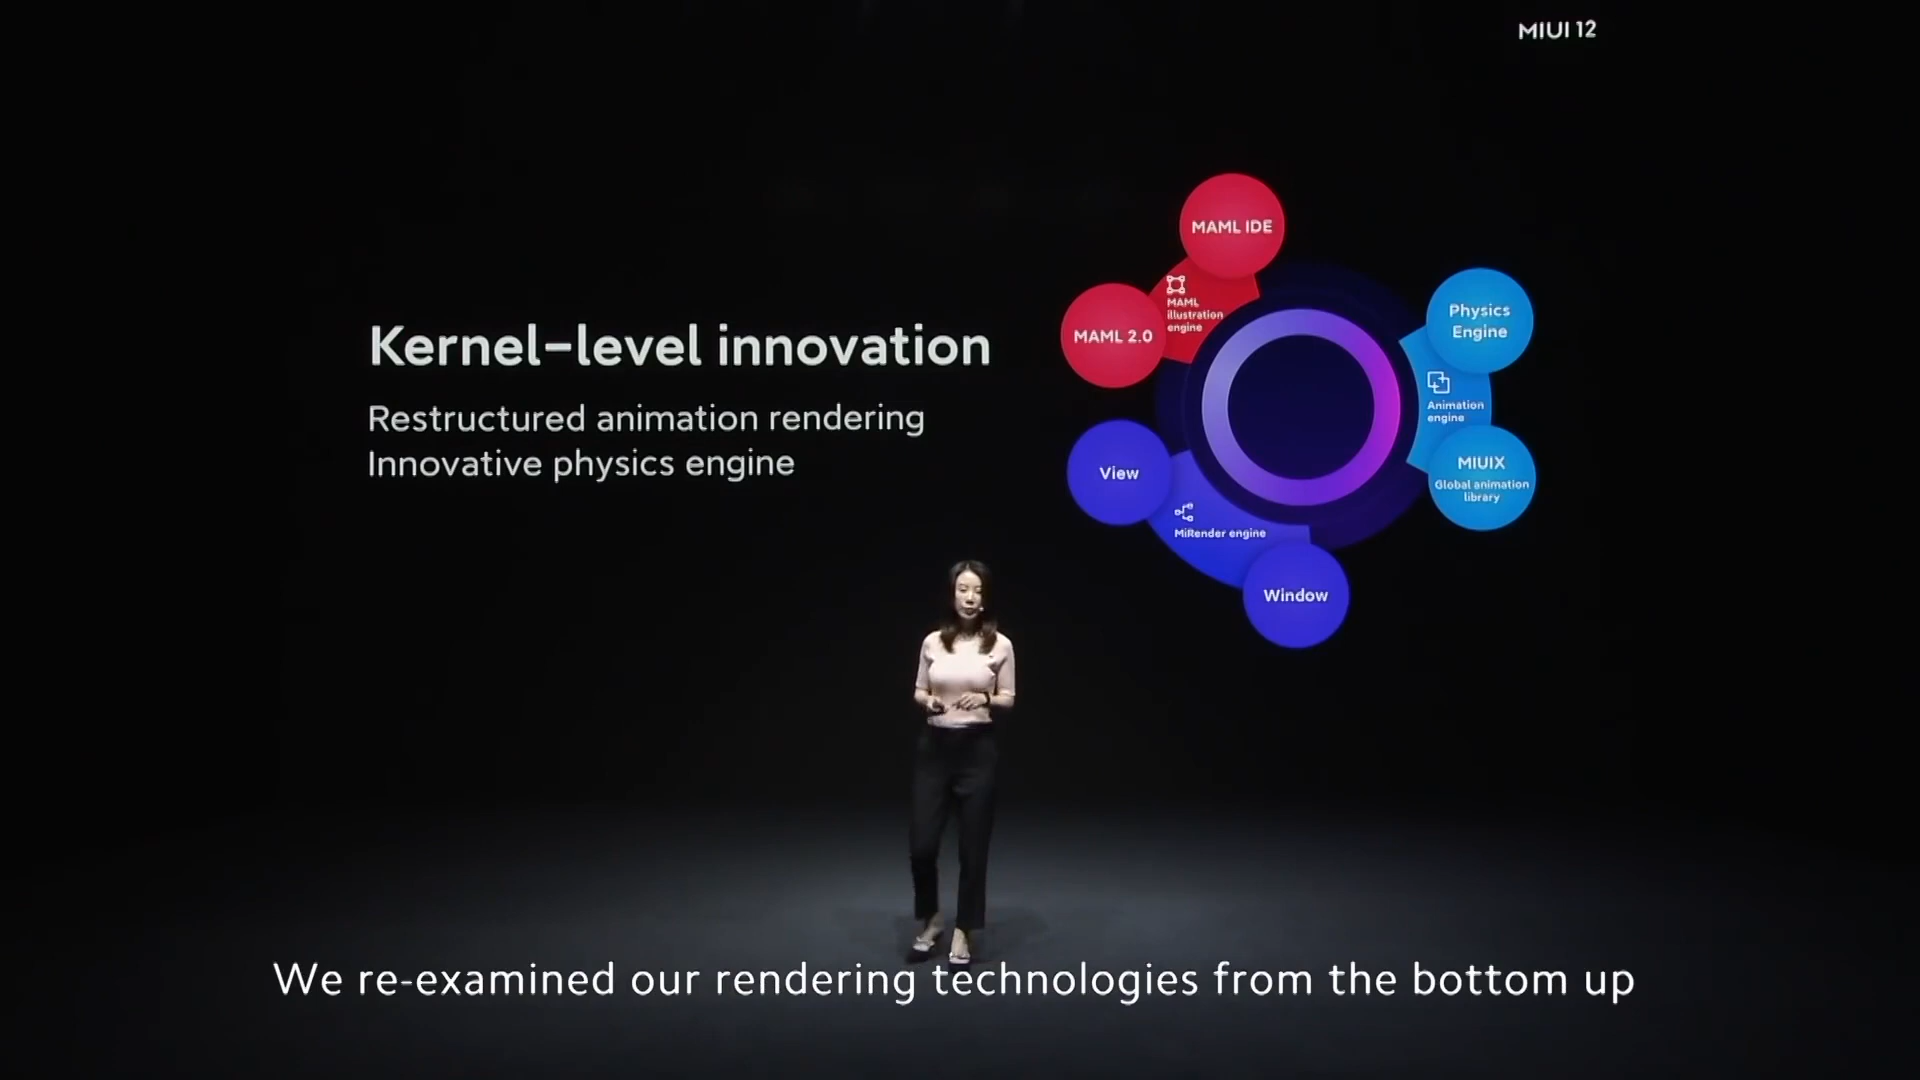 MIUI 12
Kernel-level innovation
Restructured animation rendering
Innovative physics engine
MAML IDE
MAML 2.0
MAML
illustration
engine
Physics
Engine
Animation
engine
MIUIX
Global animation
library
View
MiRender engine
Window
We re-examined our rendering technologies from the bottom up